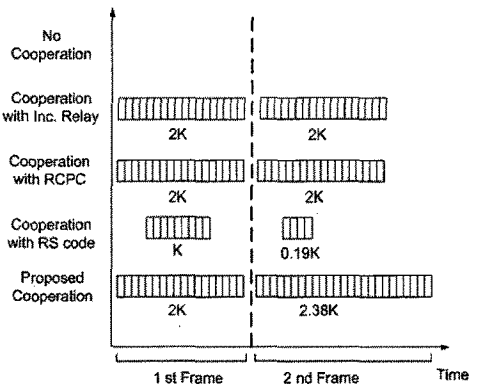 No
Cooperation
Cooperation
with Inc. Relay
2K 2K
Cooperation
with RCPC
2K 2K
Cooperation
with RS code
K 0.19K
Proposed
Cooperation
2K 2.38K
1 st Frame 2 nd Frame Time